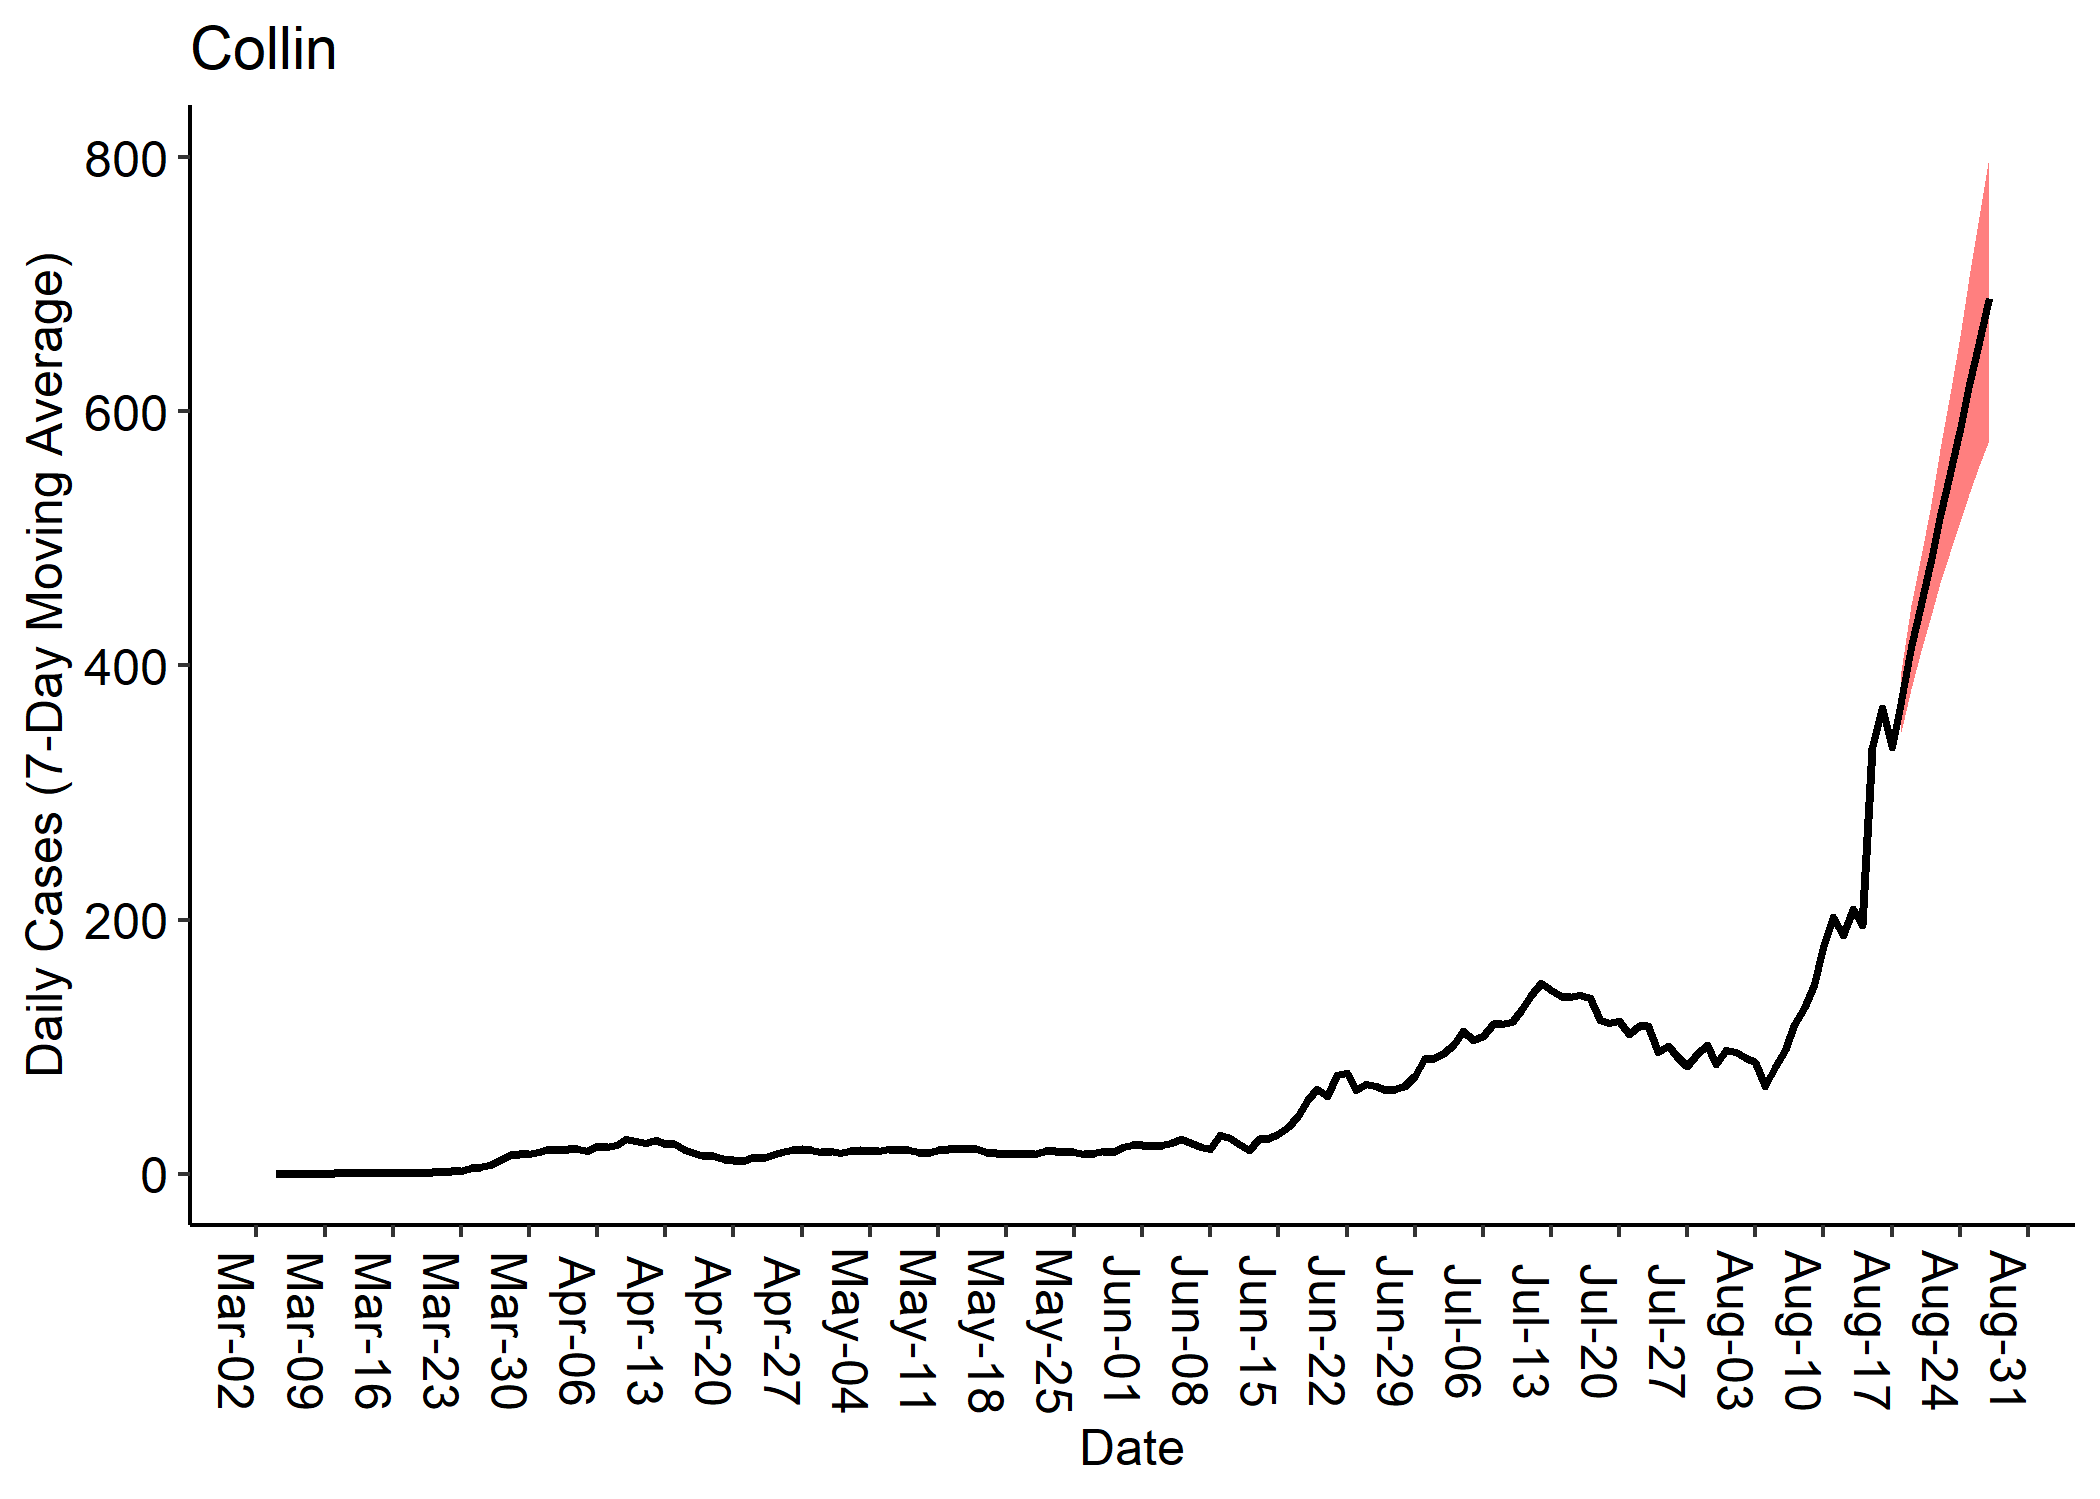 Collin
Daily Cases (7-Day Moving Average)
800
600
400
200
0
Mar-02
Mar-09
Mar-16
Mar-23
Mar-30
Apr-06
Apr-13
Apr-20
Apr-27
May-04
May-11
May-18
May-25
Jun-01
Jun-08
Jun-15
Jun-22
Jun-29
Jul-06
Jul-13
Jul-20
Jul-27
Aug-03
Aug-10
Aug-17
Aug-24
Aug-31
Date